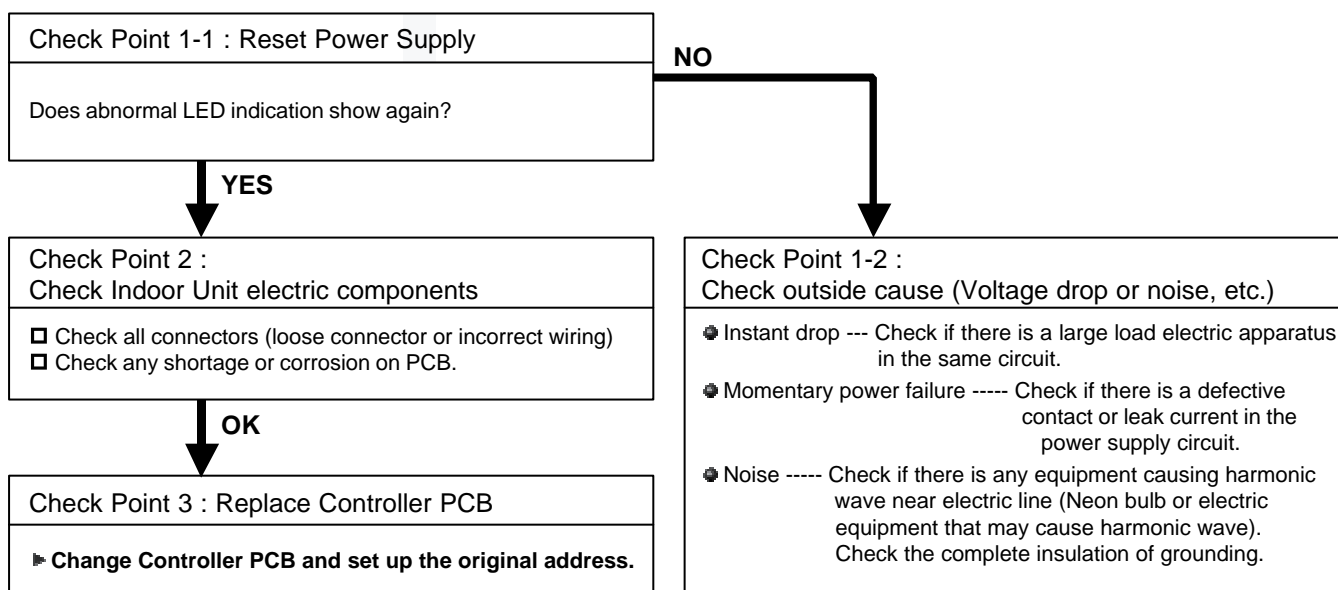 Check Point 1-1 : Reset Power Supply
Does abnormal LED indication show again?
NO
YES
Check Point 2 :
Check Indoor Unit electric components
Check all connectors (loose connector or incorrect wiring)
Check any shortage or corrosion on PCB.
OK
Check Point 3 : Replace Controller PCB
Change Controller PCB and set up the original address.
Check Point 1-2 :
Check outside cause (Voltage drop or noise, etc.)
Instant drop --- Check if there is a large load electric apparatus
in the same circuit.
Momentary power failure ----- Check if there is a defective
contact or leak current in the
power supply circuit.
Noise ----- Check if there is any equipment causing harmonic
wave near electric line (Neon bulb or electric
equipment that may cause harmonic wave).
Check the complete insulation of grounding.